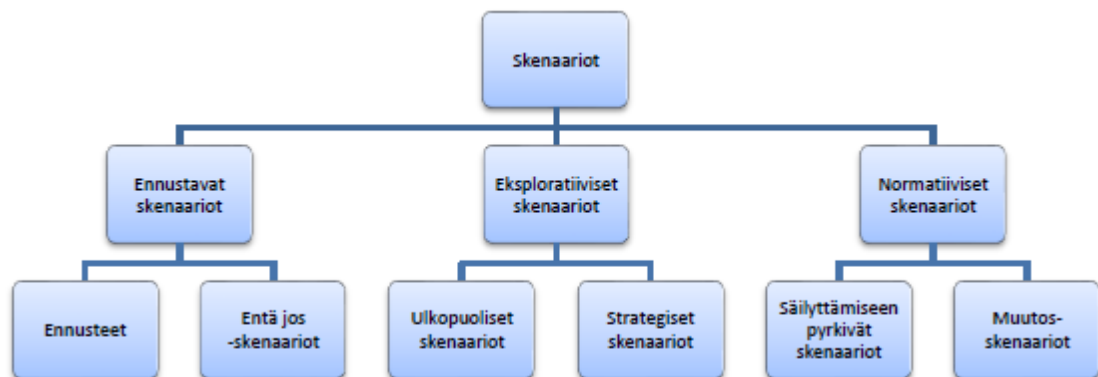 Skenaariot
Ennustavat
skenaariot
Eksploratiiviset
skenaariot
Normatiiviset
skenaariot
Ennusteet
Entä jos
-skenaariot
Ulkopuoliset
skenaariot
Strategiset
skenaariot
Säilyttämiseen
pyrkivät
skenaariot
Muutos-
skenaariot